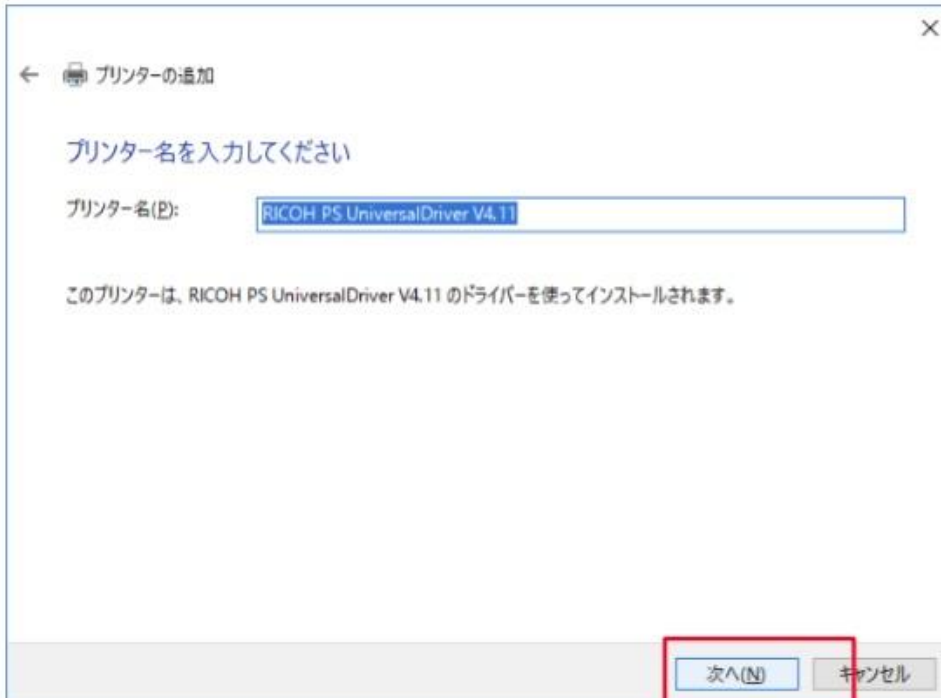 プリンターの追加
プリンター名を入力してください
プリンター名(P): RICOH PS UniversalDriver V4.11
このプリンターは、RICOH PS UniversalDriver V4.11 のドライバーを使ってインストールされます。
次へ(N) キャンセル